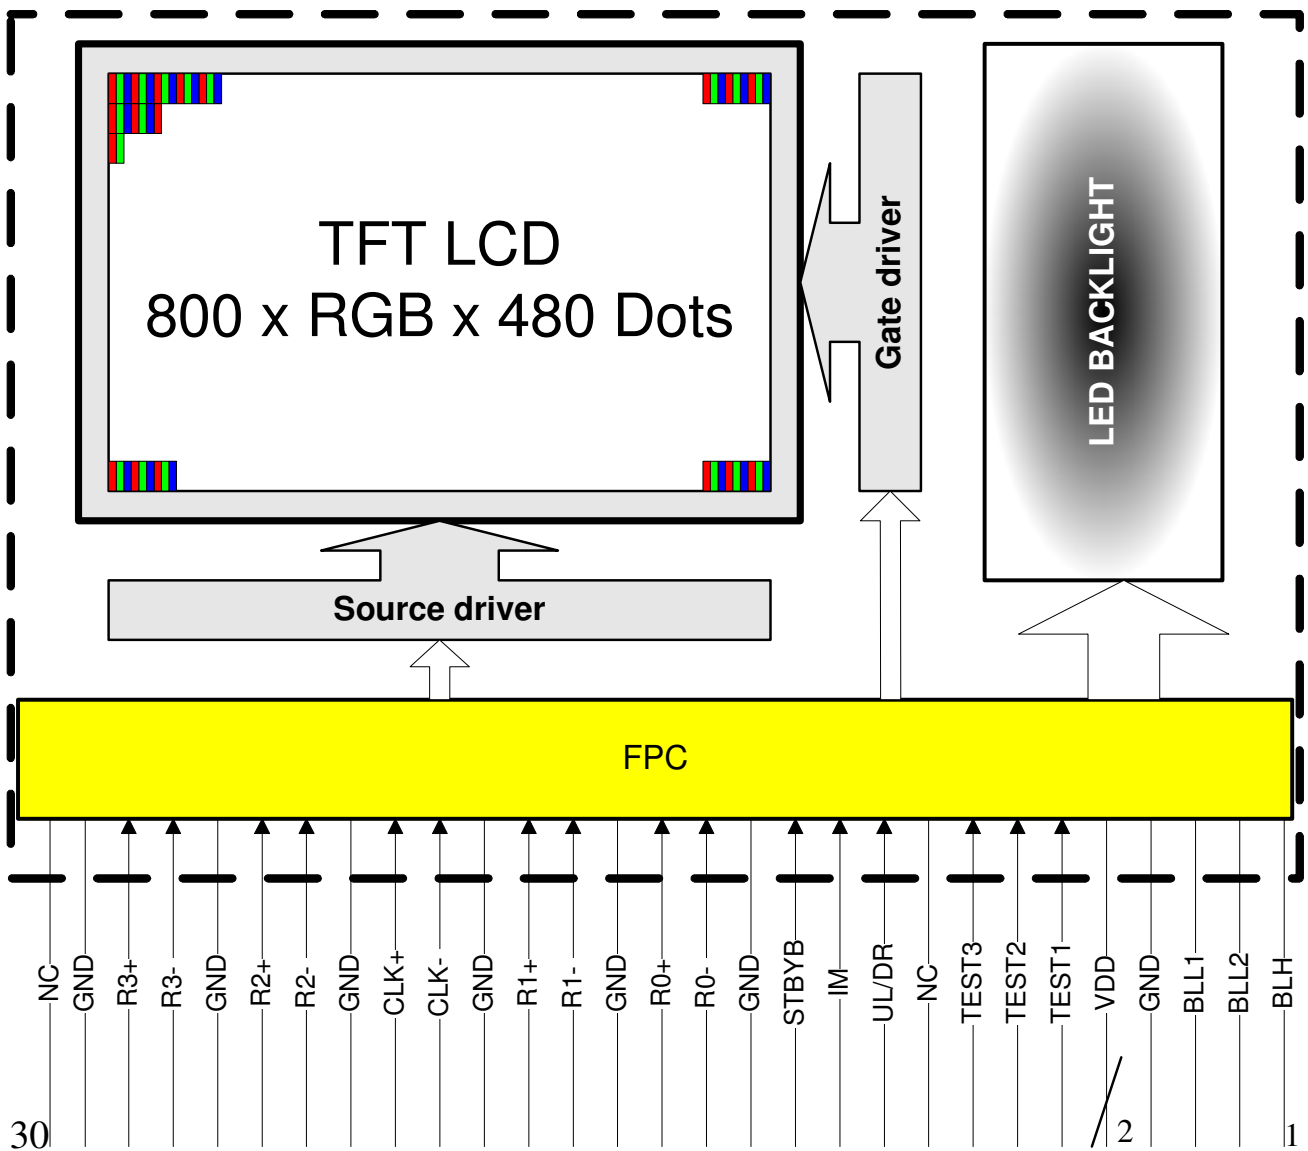 TFT LCD
800 x RGB x 480 Dots
Gate driver
LED BACKLIGHT
Source driver
FPC
NC
GND
R3+
R3-
GND
R2+
R2-
GND
CLK+
CLK-
GND
R1+
R1-
GND
R0+
R0-
GND
STBYB
IM
UL/DR
NC
TEST3
TEST2
TEST1
VDD
GND
BLL1
BLL2
BLH
30
2
1